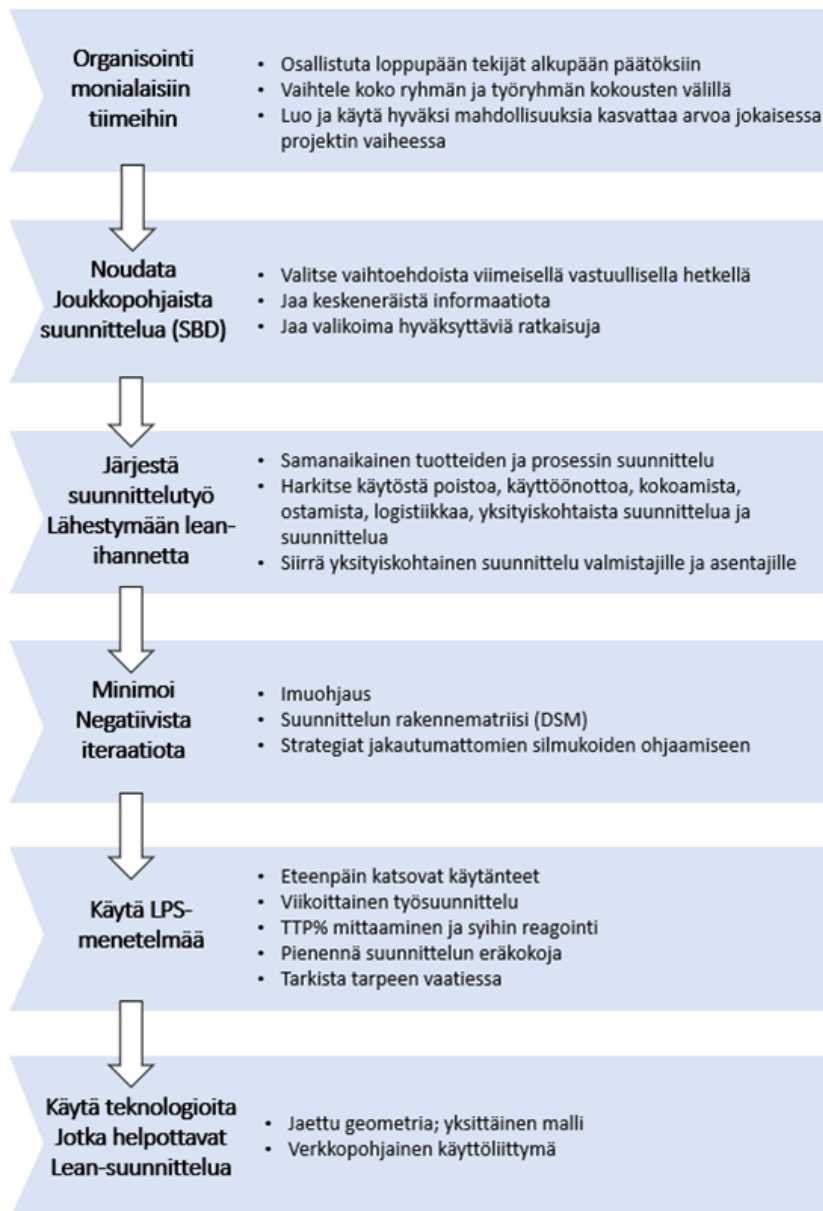 Organisointi
monialaisiin
tiimeihin
• Osallistuta loppupään tekijät alkupään päätöksiin
• Vaihtele koko ryhmän ja työryhmän kokousten välillä
• Luo ja käytä hyväksi mahdollisuuksia kasvattaa arvoa jokaisessa
projektin vaiheessa
Noudata
Joukkopohjaista
suunnittelua (SBD)
• Valitse vaihtoehdoista viimeisellä vastuullisella hetkellä
• Jaa keskeneräistä informaatiota
• Jaa valikoima hyväksyttäviä ratkaisuja
Järjestä
suunnittelutyö
Lähestymään lean-
ihannetta
• Samanaikainen tuotteiden ja prosessin suunnittelu
• Harkitse käytöstä poistoa, käyttöönottoa, kokoamista,
ostamista, logistiikkaa, yksityiskohtaista suunnittelua ja
suunnittelua
• Siirrä yksityiskohtainen suunnittelu valmistajille ja asentajille
Minimoi
Negatiivista
iteraatiota
• Imuohjaus
• Suunnittelun rakennematriisi (DSM)
• Strategiat jakautumattomien silmukoiden ohjaamiseen
Käytä LPS-
menetelmää
• Eteenpäin katsovat käytänteet
• Viikoittainen työsuunnittelu
• TTP% mittaaminen ja syihin reagointi
• Pienennä suunnittelun eräkokoja
• Tarkista tarpeen vaatiessa
Käytä teknologioita
Jotka helpottavat
Lean-suunnittelua
• Jaettu geometria; yksittäinen malli
• Verkkopohjainen käyttöliittymä